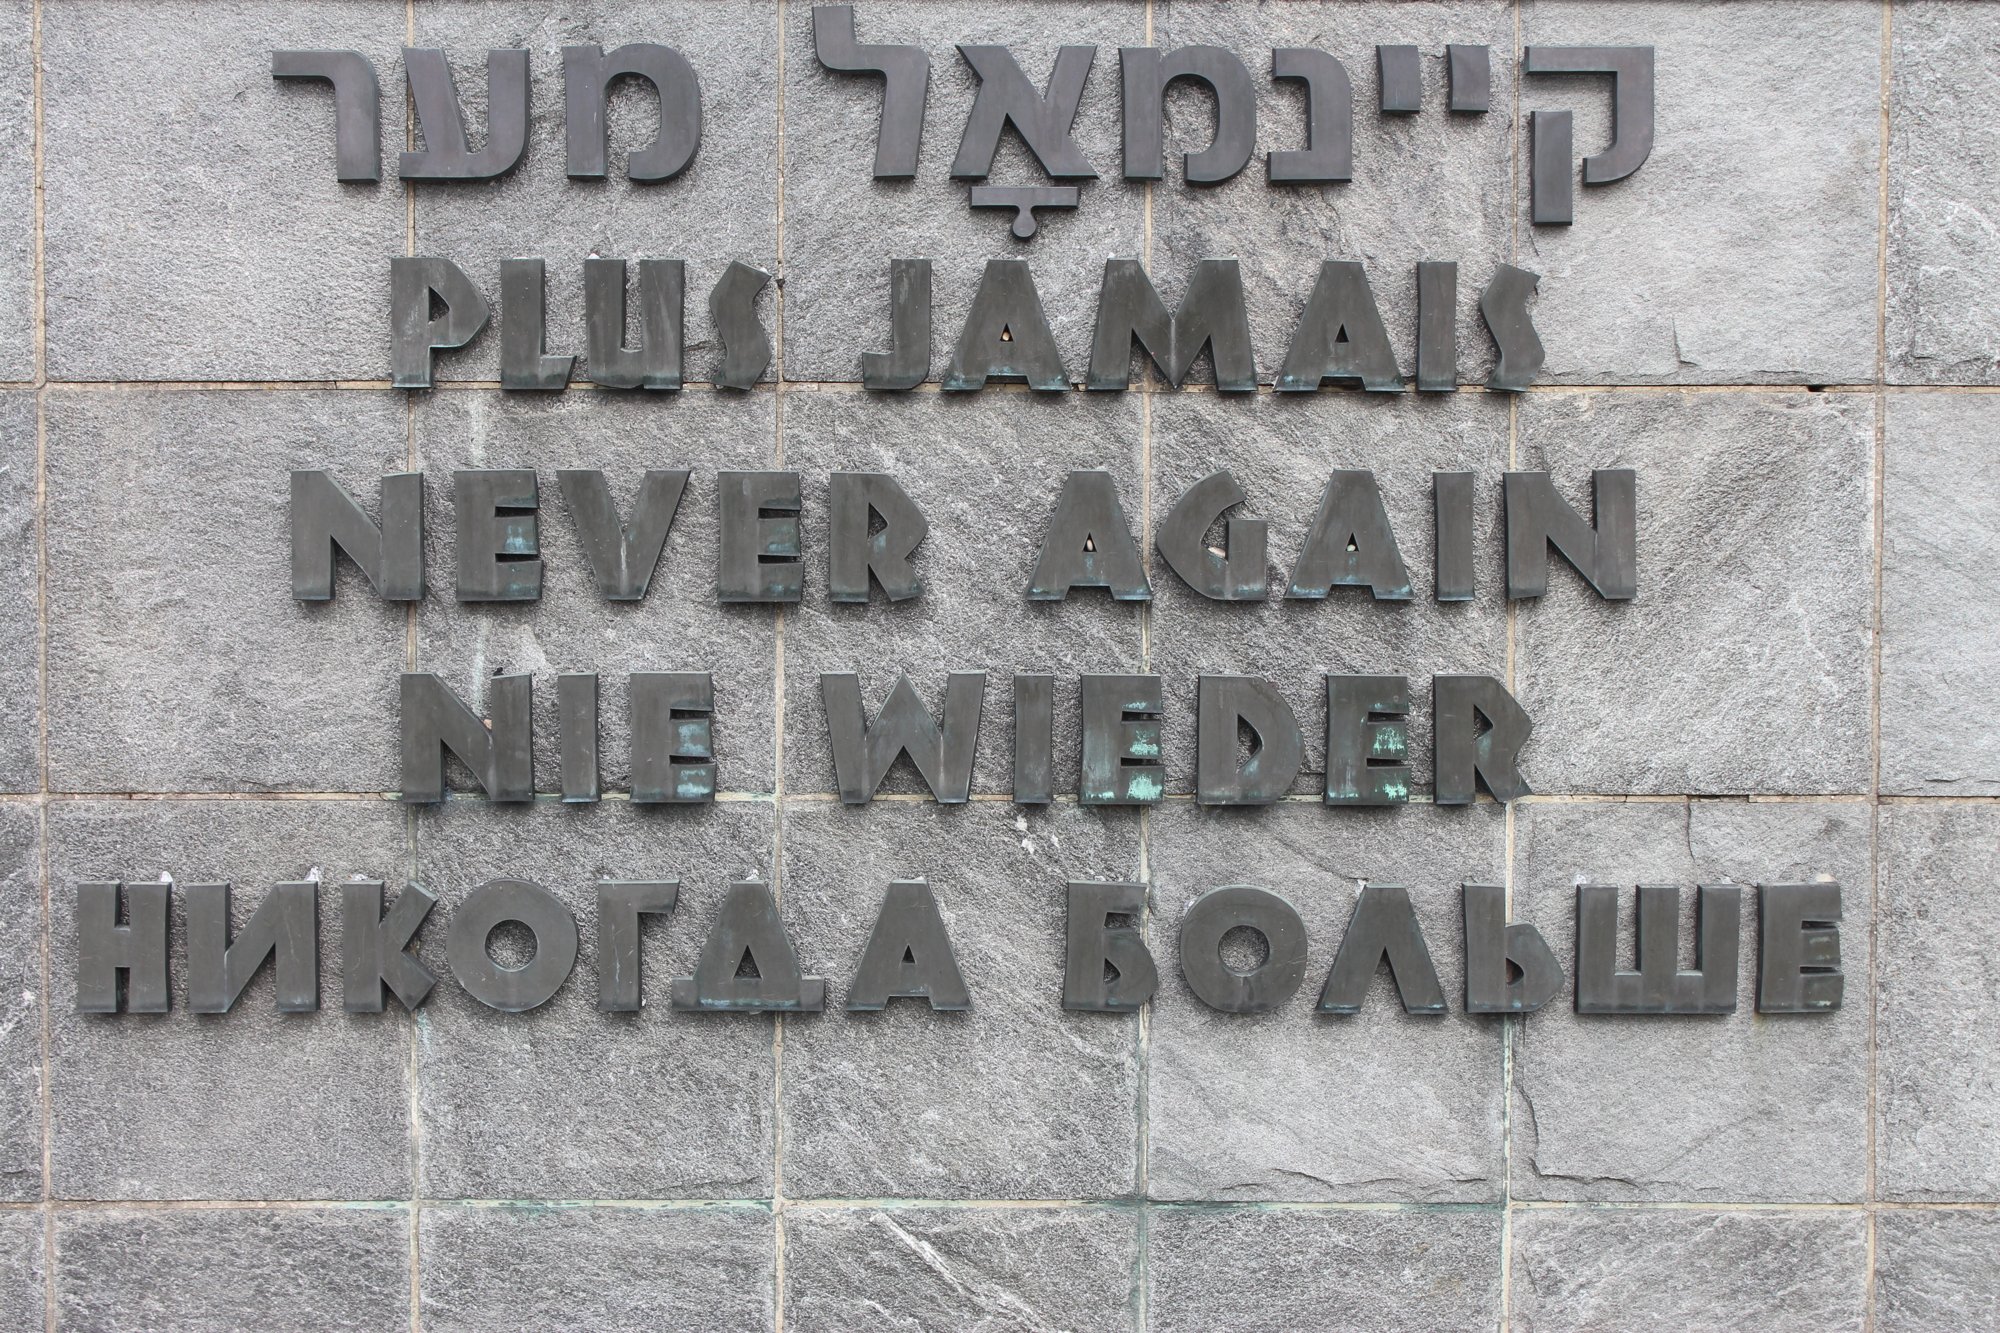 קיינמאָל מער
PLUS JAMAIS
NEVER AGAIN
NIE WIEDER
НИКОГДА БОЛЬШЕ